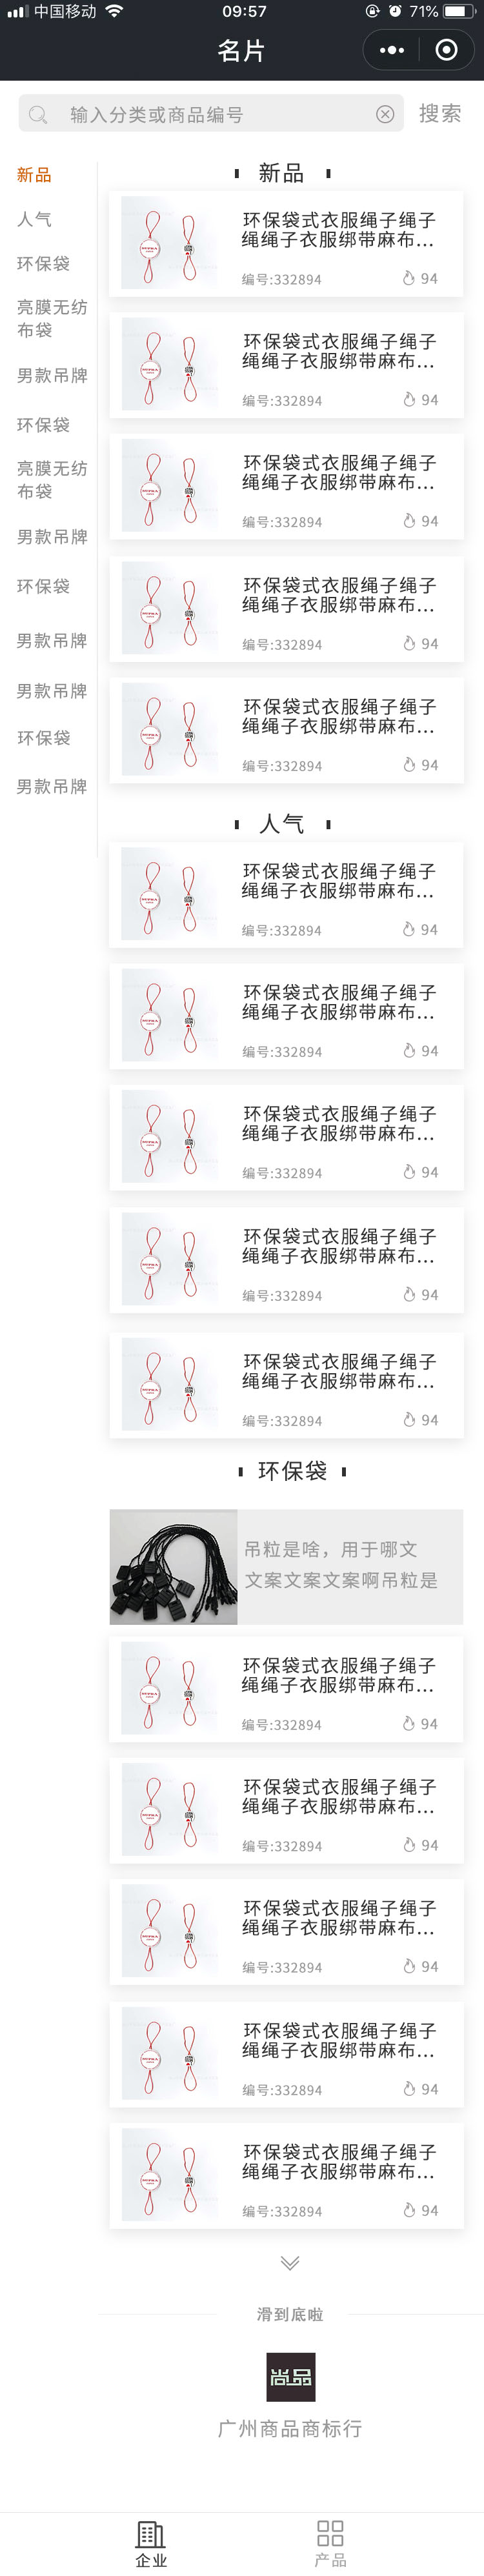 中国移动 09:57 71%
名片
输入分类或商品编号 搜索
新品
人气
环保袋
亮膜无纺
布袋
男款吊牌
环保袋
亮膜无纺
布袋
男款吊牌
环保袋
男款吊牌
男款吊牌
环保袋
男款吊牌
新品
环保袋式衣服绳子绳子
绳绳子衣服绑带麻布...
编号:332894 94
环保袋式衣服绳子绳子
绳绳子衣服绑带麻布...
编号:332894 94
环保袋式衣服绳子绳子
绳绳子衣服绑带麻布...
编号:332894 94
环保袋式衣服绳子绳子
绳绳子衣服绑带麻布...
编号:332894 94
环保袋式衣服绳子绳子
绳绳子衣服绑带麻布...
编号:332894 94
人气
环保袋式衣服绳子绳子
绳绳子衣服绑带麻布...
编号:332894 94
环保袋式衣服绳子绳子
绳绳子衣服绑带麻布...
编号:332894 94
环保袋式衣服绳子绳子
绳绳子衣服绑带麻布...
编号:332894 94
环保袋式衣服绳子绳子
绳绳子衣服绑带麻布...
编号:332894 94
环保袋式衣服绳子绳子
绳绳子衣服绑带麻布...
编号:332894 94
环保袋
吊粒是啥，用于哪文
文案文案文案啊吊粒是
环保袋式衣服绳子绳子
绳绳子衣服绑带麻布...
编号:332894 94
环保袋式衣服绳子绳子
绳绳子衣服绑带麻布...
编号:332894 94
环保袋式衣服绳子绳子
绳绳子衣服绑带麻布...
编号:332894 94
环保袋式衣服绳子绳子
绳绳子衣服绑带麻布...
编号:332894 94
环保袋式衣服绳子绳子
绳绳子衣服绑带麻布...
编号:332894 94
滑到底啦
尚品
广州商品商标行
企业 产品